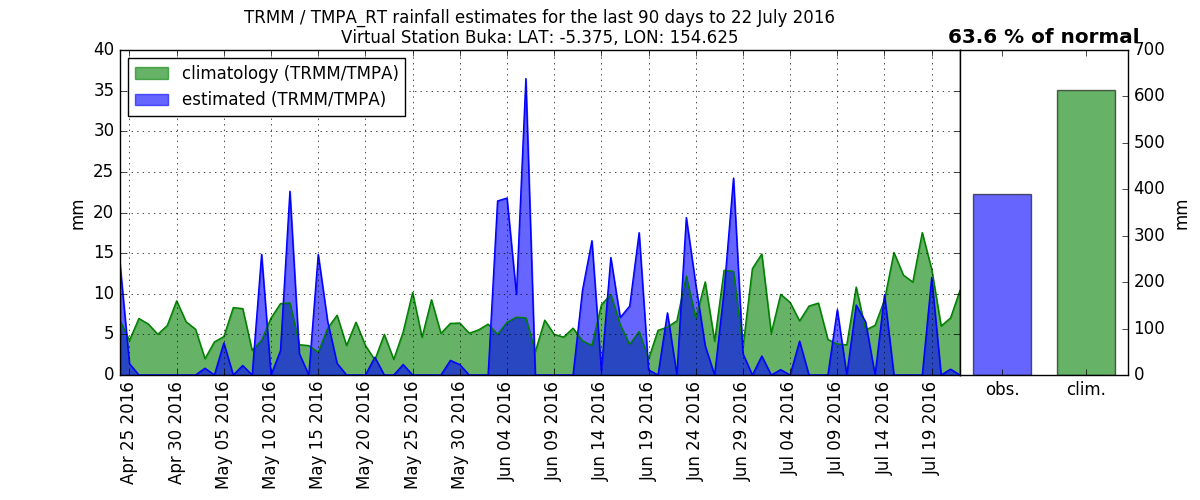 TRMM / TMPA_RT rainfall estimates for the last 90 days to 22 July 2016
Virtual Station Buka: LAT: -5.375, LON: 154.625
63.6 % of normal
climatology (TRMM/TMPA)
estimated (TRMM/TMPA)
mm
40
35
30
25
20
15
10
5
0
Apr 25 2016
Apr 30 2016
May 05 2016
May 10 2016
May 15 2016
May 20 2016
May 25 2016
May 30 2016
Jun 04 2016
Jun 09 2016
Jun 14 2016
Jun 19 2016
Jun 24 2016
Jun 29 2016
Jul 04 2016
Jul 09 2016
Jul 14 2016
Jul 19 2016
obs.
clim.
700
600
500
400
300
200
100
0
mm